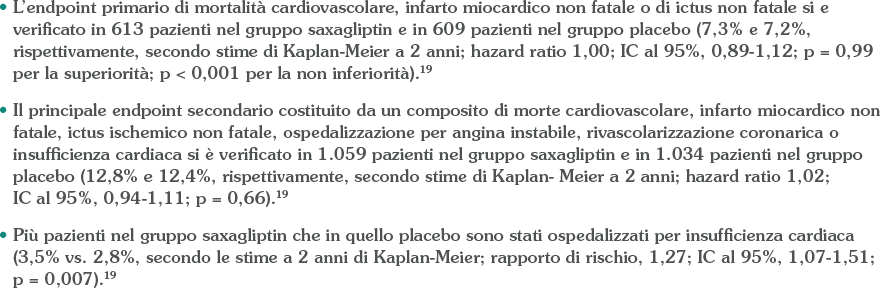 • L'endpoint primario di mortalità cardiovascolare, infarto miocardico non fatale o di ictus non fatale si e
verificato in 613 pazienti nel gruppo saxagliptin e in 609 pazienti nel gruppo placebo (7,3% e 7,2%,
rispettivamente, secondo stime di Kaplan-Meier a 2 anni; hazard ratio 1,00; IC al 95%, 0,89-1,12; p = 0,99
per la superiorità; p < 0,001 per la non inferiorità).¹⁹
• Il principale endpoint secondario costituito da un composito di morte cardiovascolare, infarto miocardico non
fatale, ictus ischemico non fatale, ospedalizzazione per angina instabile, rivascolarizzazione coronarica o
insufficienza cardiaca si è verificato in 1.059 pazienti nel gruppo saxagliptin e in 1.034 pazienti nel gruppo
placebo (12,8% e 12,4%, rispettivamente, secondo stime di Kaplan- Meier a 2 anni; hazard ratio 1,02;
IC al 95%, 0,94-1,11; p = 0,66).¹⁹
• Più pazienti nel gruppo saxagliptin che in quello placebo sono stati ospedalizzati per insufficienza cardiaca
(3,5% vs. 2,8%, secondo le stime a 2 anni di Kaplan-Meier; rapporto di rischio, 1,27; IC al 95%, 1,07-1,51;
p = 0,007).¹⁹